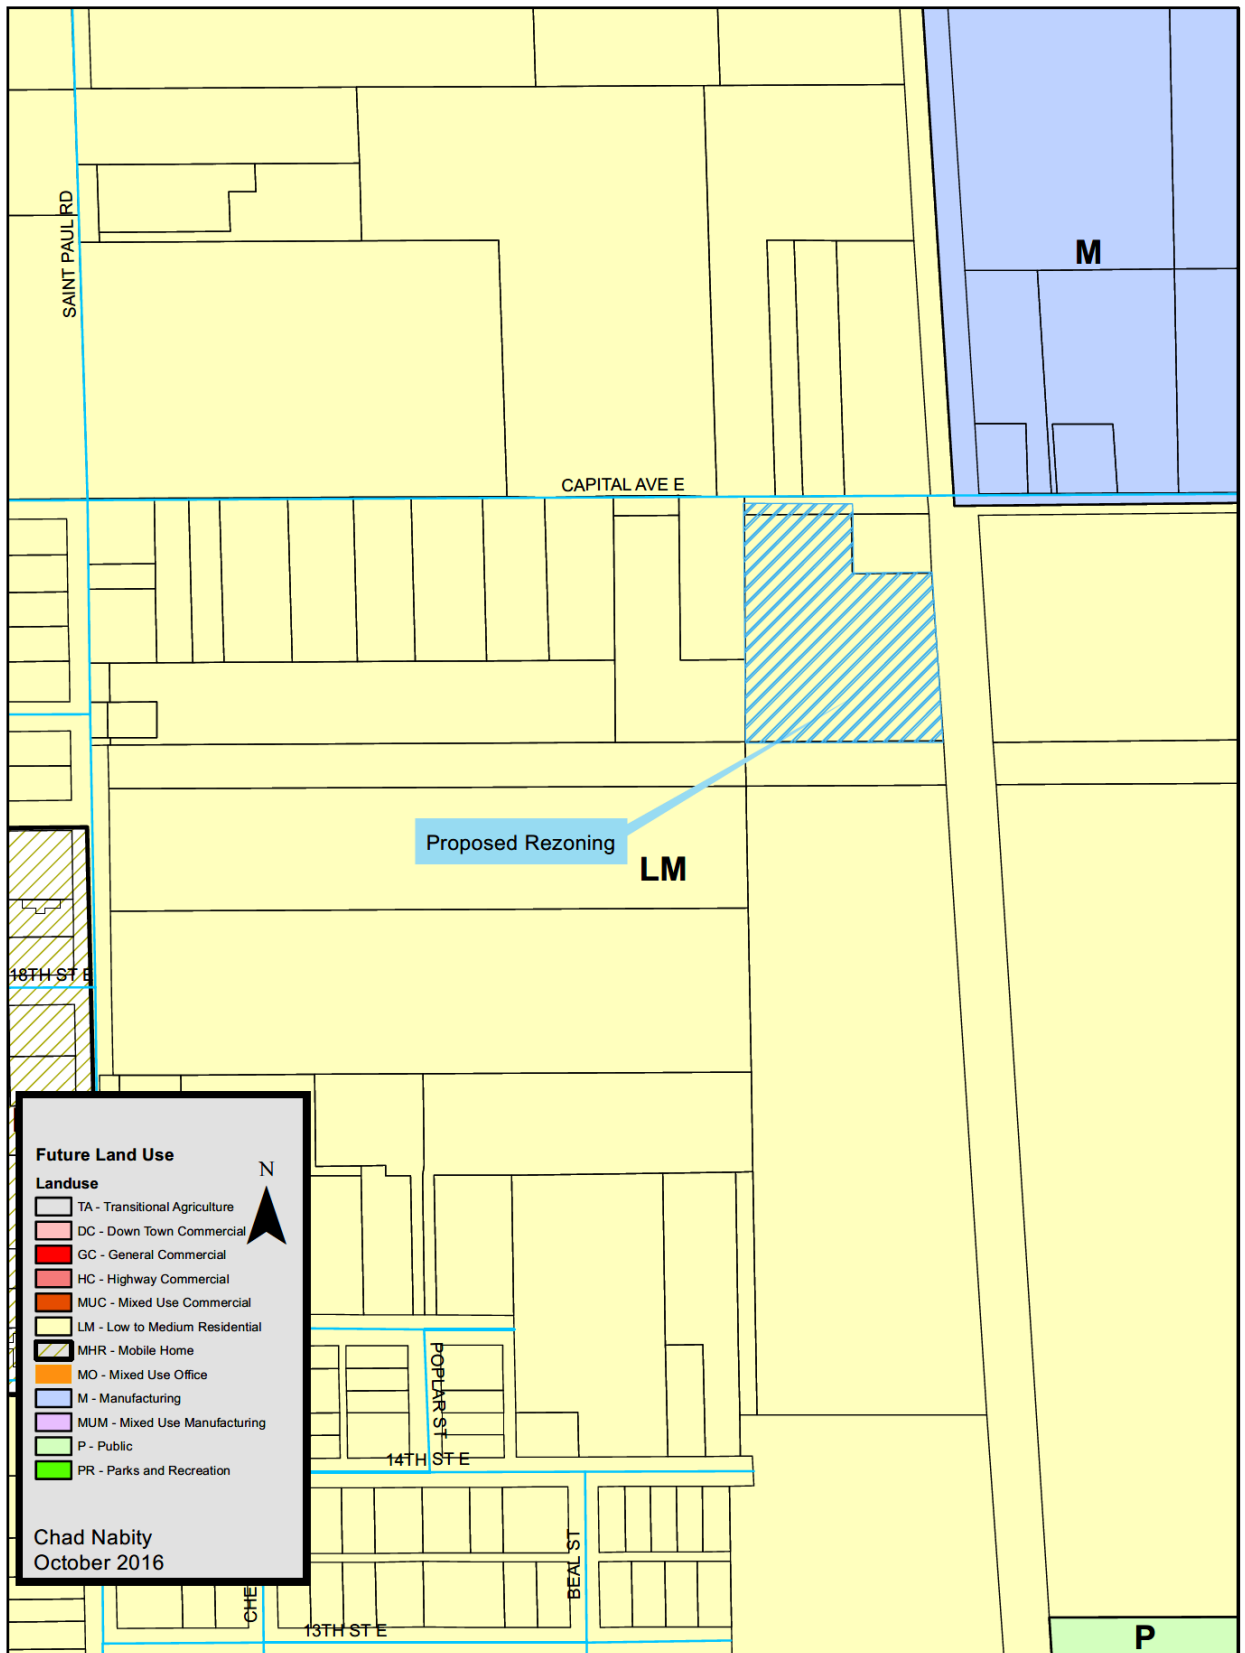 SAINT PAUL RD
M
CAPITAL AVE E
Proposed Rezoning
LM
18TH ST E
Future Land Use
N
Landuse
TA - Transitional Agriculture
DC - Down Town Commercial
GC - General Commercial
HC - Highway Commercial
MUC - Mixed Use Commercial
LM - Low to Medium Residential
MHR - Mobile Home
MO - Mixed Use Office
M - Manufacturing
MUM - Mixed Use Manufacturing
P - Public
PR - Parks and Recreation
Chad Nabity
October 2016
POPLAR ST
14TH ST E
BEAL ST
CHE
13TH ST E
P